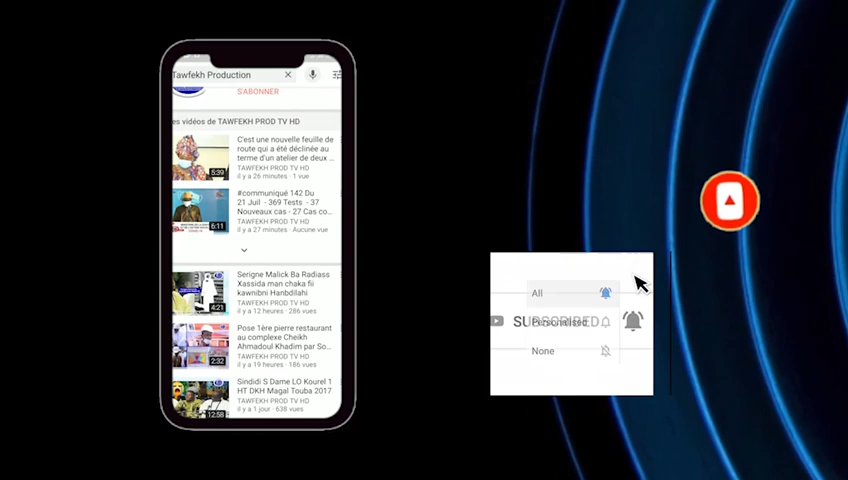 Tawfekh Production
S'ABONNER
es vidéos de TAWFEKH PROD TV HD
C'est une nouvelle feuille de
route qui a été déclinée au
terme d'un atelier de deux ...
TAWFEKH PROD TV HD
il y a 26 minutes · 1 vue
5:39
#communiqué 142 Du
21 Juil - 369 Tests - 37
Nouveaux cas - 27 Cas co...
TAWFEKH PROD TV HD
il y a 27 minutes · Aucune vue
6:11
Serigne Malick Ba Radiass
Xassida man chaka fii
kawnibni Hanbdilahi
TAWFEKH PROD TV HD
il y a 12 heures · 286 vues
4:21
Pose 1ère pierre restaurant
au complexe Cheikh
Ahmadoul Khadim par So...
TAWFEKH PROD TV HD
il y a 19 heures · 186 vues
2:32
Sindidi S Dame LO Kourel 1
HT DKH Magal Touba 2017
TAWFEKH PROD TV HD
il y a 1 jour · 638 vues
12:58
All
SUBSCRIBED
Personalised
None